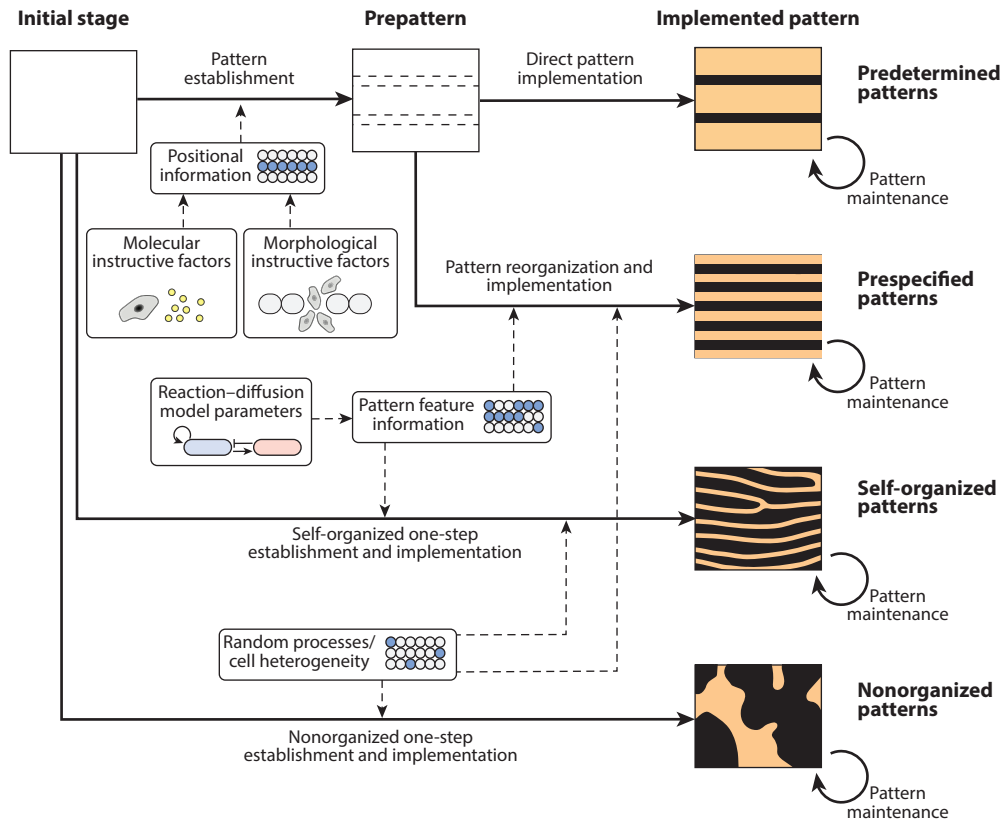 Initial stage
Prepattern
Implemented pattern
Pattern
establishment
Direct pattern
implementation
Predetermined
patterns
Positional
information
Pattern
maintenance
Molecular
instructive factors
Morphological
instructive factors
Pattern reorganization and
implementation
Prespecified
patterns
Pattern
maintenance
Reaction–diffusion
model parameters
Pattern feature
information
Self-organized
patterns
Self-organized one-step
establishment and implementation
Pattern
maintenance
Random processes/
cell heterogeneity
Nonorganized
patterns
Nonorganized one-step
establishment and implementation
Pattern
maintenance